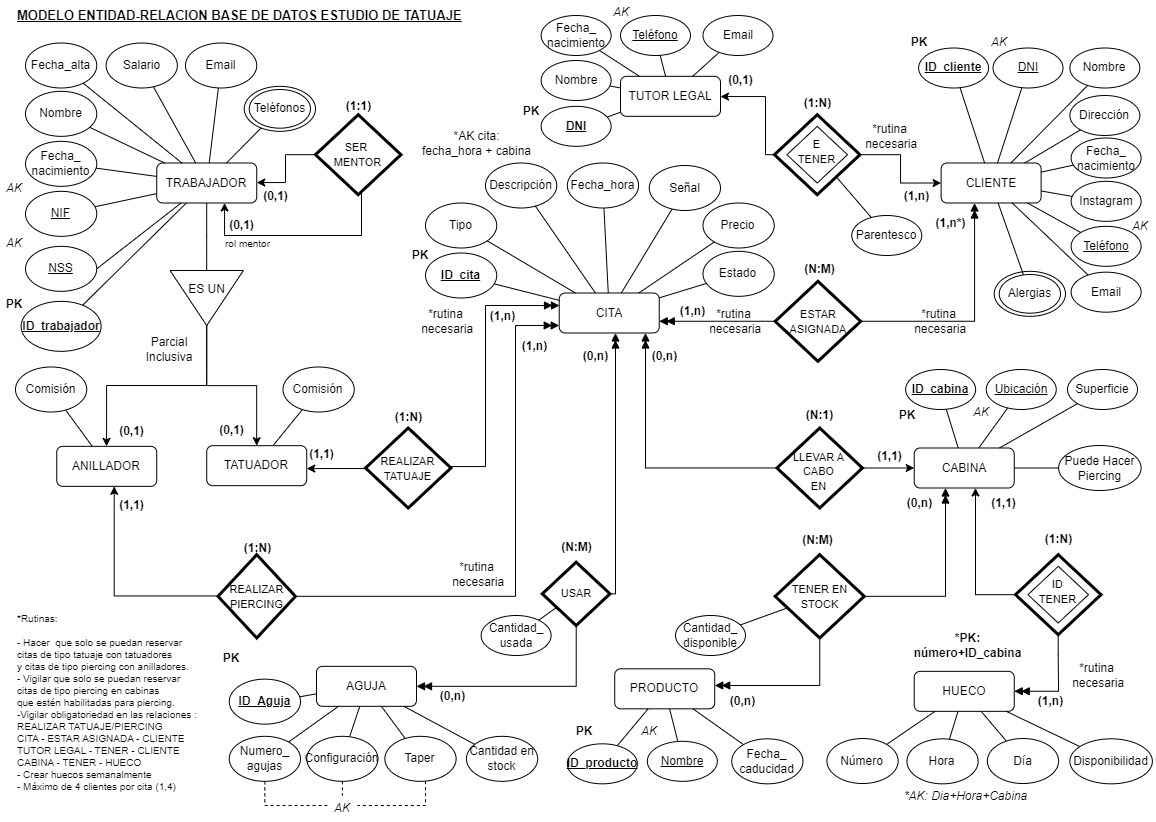 MODELO ENTIDAD-RELACION BASE DE DATOS ESTUDIO DE TATUAJE
Fecha_alta
Salario
Email
Nombre
Teléfonos
Fecha_
nacimiento
AK
NIF
AK
NSS
PK
ID_trabajador
TRABAJADOR
(1:1)
SER
MENTOR
(0,1)
(0,1)
rol mentor
ES UN
Parcial
Inclusiva
Comisión
Comisión
(0,1)
(0,1)
ANILLADOR
TATUADOR
(1,1)
(1,1)
(1:N)
REALIZAR
TATUAJE
(1:N)
REALIZAR
PIERCING
*rutina
necesaria
*rutina
necesaria
AK
Fecha_
nacimiento
Teléfono
Email
Nombre
PK
DNI
TUTOR LEGAL
(0,1)
(1:N)
E
TENER
*rutina
necesaria
Parentesco
(1,n)
PK
AK
ID_cliente
DNI
Nombre
Dirección
Fecha_
nacimiento
Instagram
AK
Teléfono
Email
Alergias
CLIENTE
(1,n*)
*AK cita:
fecha_hora + cabina
Descripción
Fecha_hora
Señal
Tipo
Precio
PK
ID_cita
Estado
CITA
(1,n)
(1,n)
(0,n)
(0,n)
(1,n)
*rutina
necesaria
(N:M)
ESTAR
ASIGNADA
*rutina
necesaria
(N:1)
LLEVAR A
CABO
EN
(1,1)
ID_cabina
Ubicación
Superficie
PK
AK
CABINA
Puede Hacer
Piercing
(0,n)
(1,1)
(N:M)
USAR
Cantidad_
usada
(N:M)
TENER EN
STOCK
Cantidad_
disponible
(1:N)
ID
TENER
*PK:
número+ID_cabina
*rutina
necesaria
PK
ID_Aguja
AGUJA
(0,n)
Numero_
agujas
Configuración
Taper
Cantidad en
stock
AK
PRODUCTO
(0,n)
PK
AK
ID_producto
Nombre
Fecha_
caducidad
HUECO
(1,n)
Número
Hora
Día
Disponibilidad
*AK: Dia+Hora+Cabina
*Rutinas:
- Hacer que solo se puedan reservar
citas de tipo tatuaje con tatuadores
y citas de tipo piercing con anilladores.
- Vigilar que solo se puedan reservar
citas de tipo piercing en cabinas
que estén habilitadas para piercing.
-Vigilar obligatoriedad en las relaciones :
REALIZAR TATUAJE/PIERCING
CITA - ESTAR ASIGNADA - CLIENTE
TUTOR LEGAL - TENER - CLIENTE
CABINA - TENER - HUECO
- Crear huecos semanalmente
- Máximo de 4 clientes por cita (1,4)